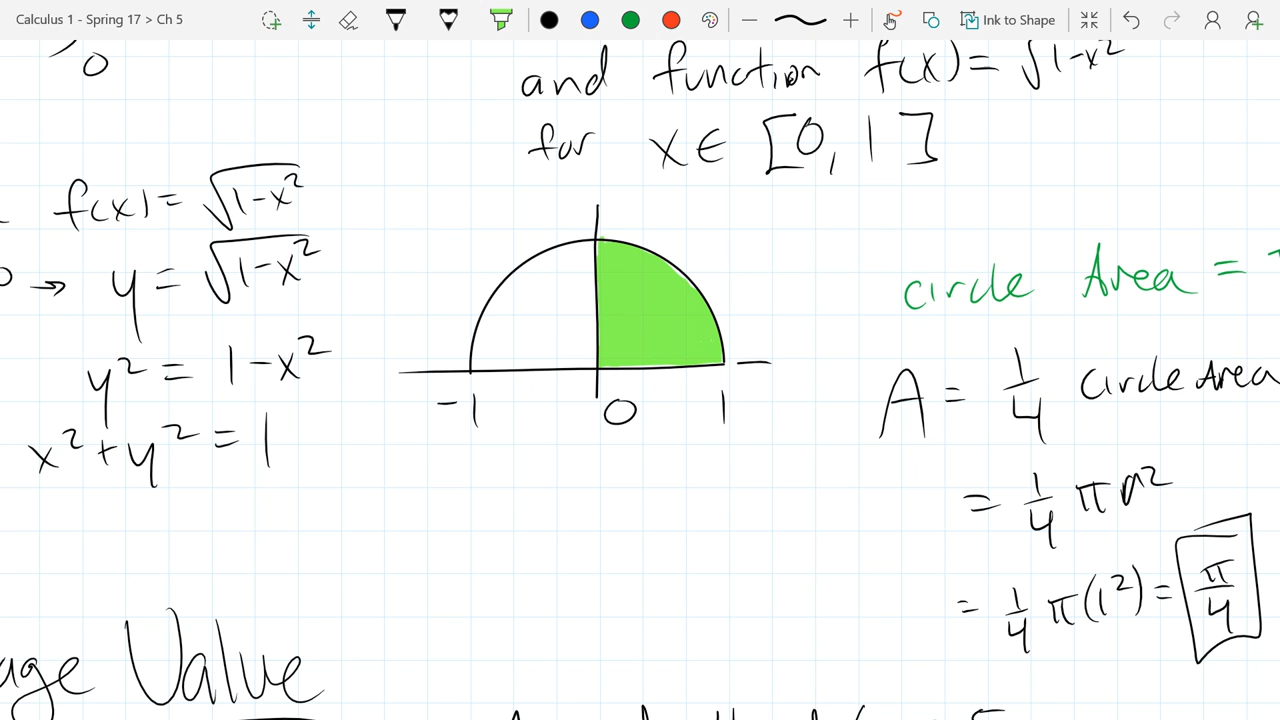 Calculus 1 - Spring 17 > Ch 5
Ink to Shape
0
and function f(x) = √1-x²
for x ∈ [0, 1]
f(x) = √1-x²
→ y = √1-x²
y² = 1-x²
x² + y² = 1
-1 0 1
circle Area =
A = 1/4 circle Area
= 1/4 π r²
= 1/4 π(1²) = π/4
Value